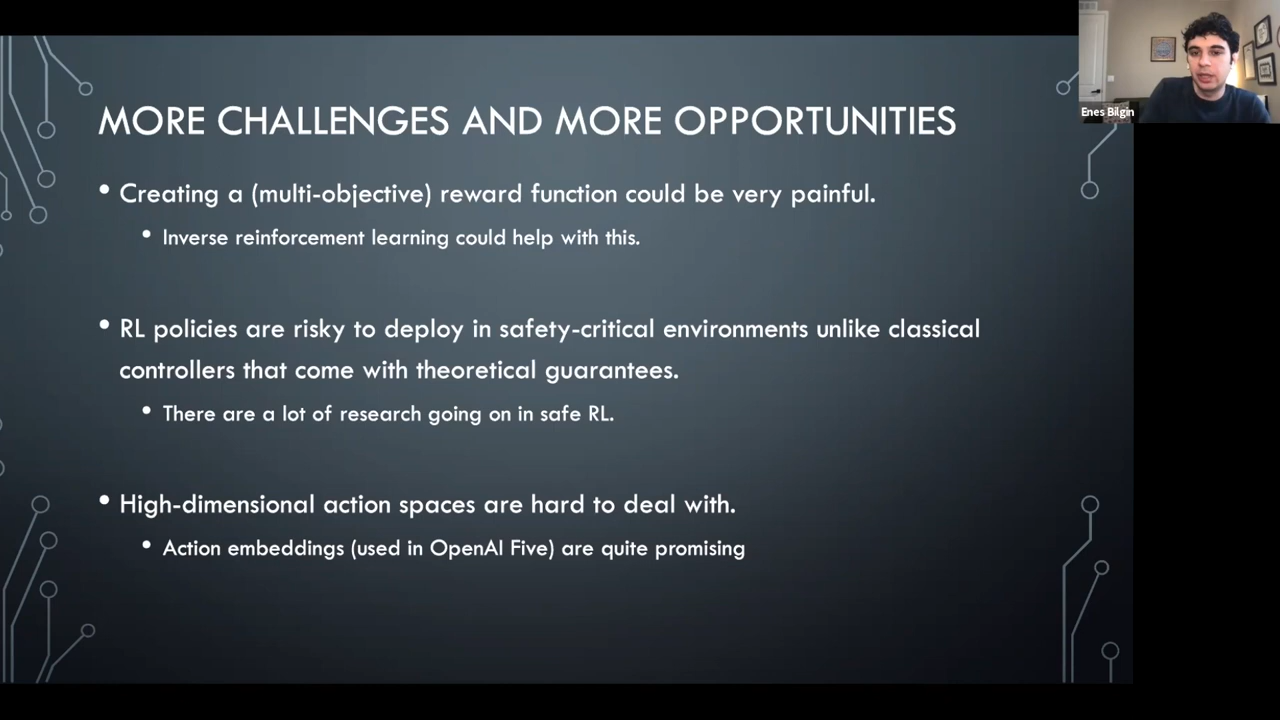 MORE CHALLENGES AND MORE OPPORTUNITIES
• Creating a (multi-objective) reward function could be very painful.
• Inverse reinforcement learning could help with this.
• RL policies are risky to deploy in safety-critical environments unlike classical
controllers that come with theoretical guarantees.
• There are a lot of research going on in safe RL.
• High-dimensional action spaces are hard to deal with.
• Action embeddings (used in OpenAI Five) are quite promising
Enes Bilgin